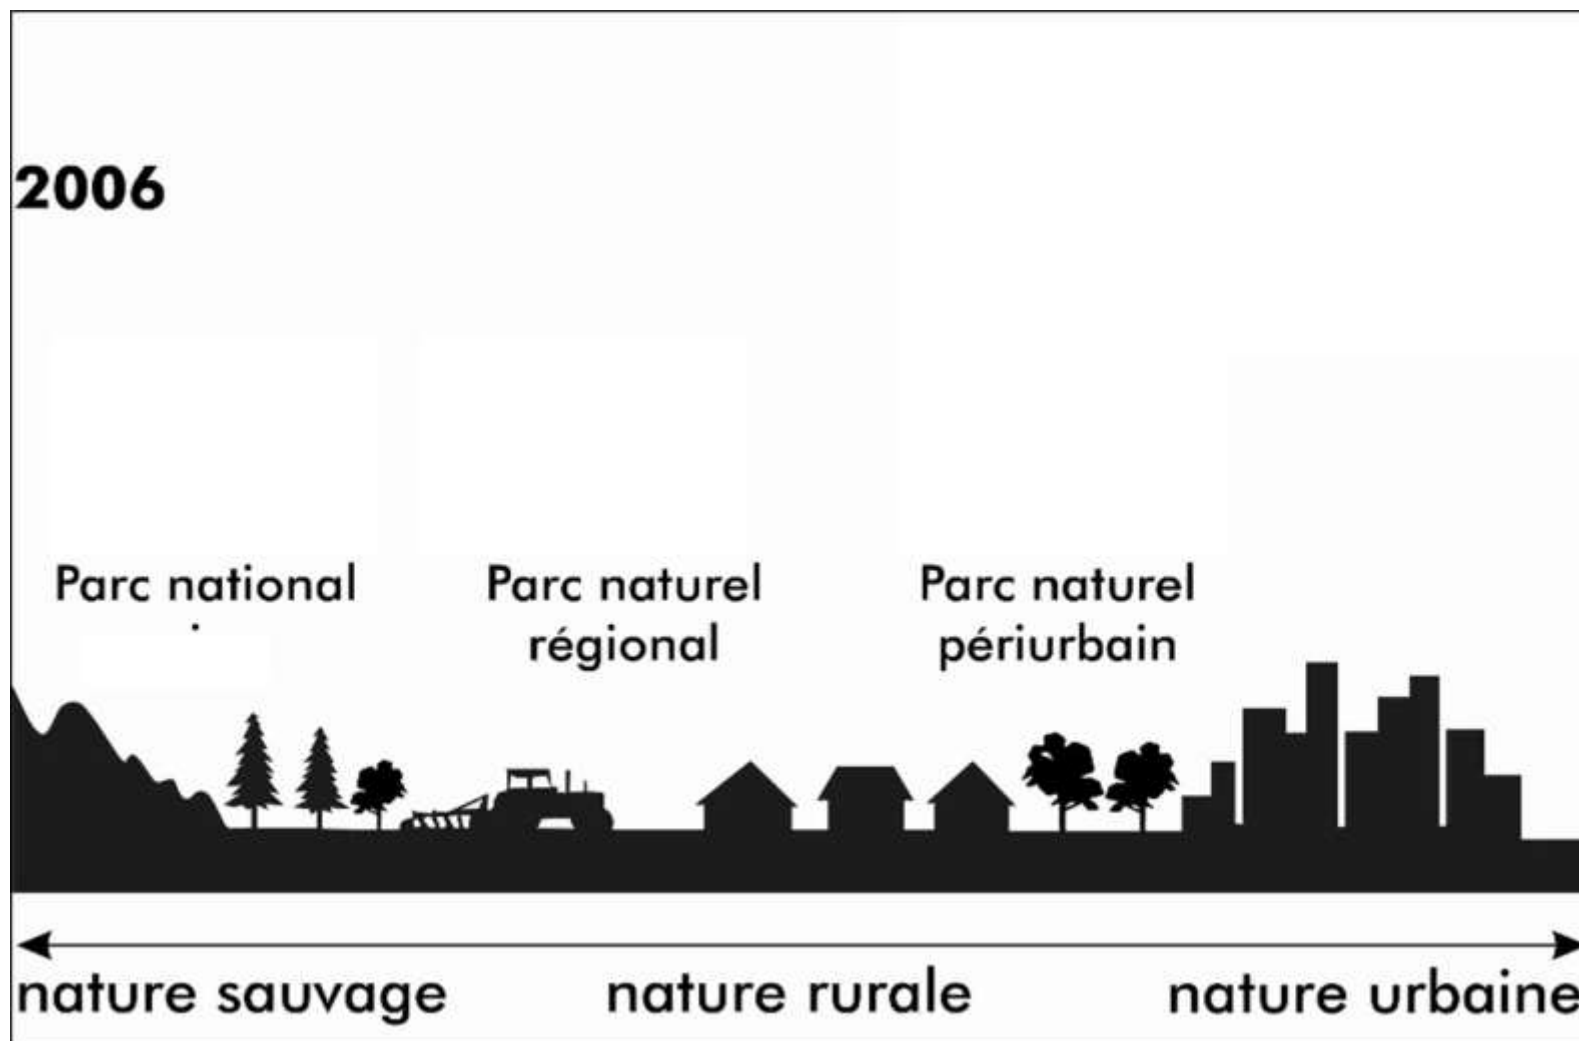 2006
Parc national
Parc naturel
régional
Parc naturel
périurbain
nature sauvage
nature rurale
nature urbaine